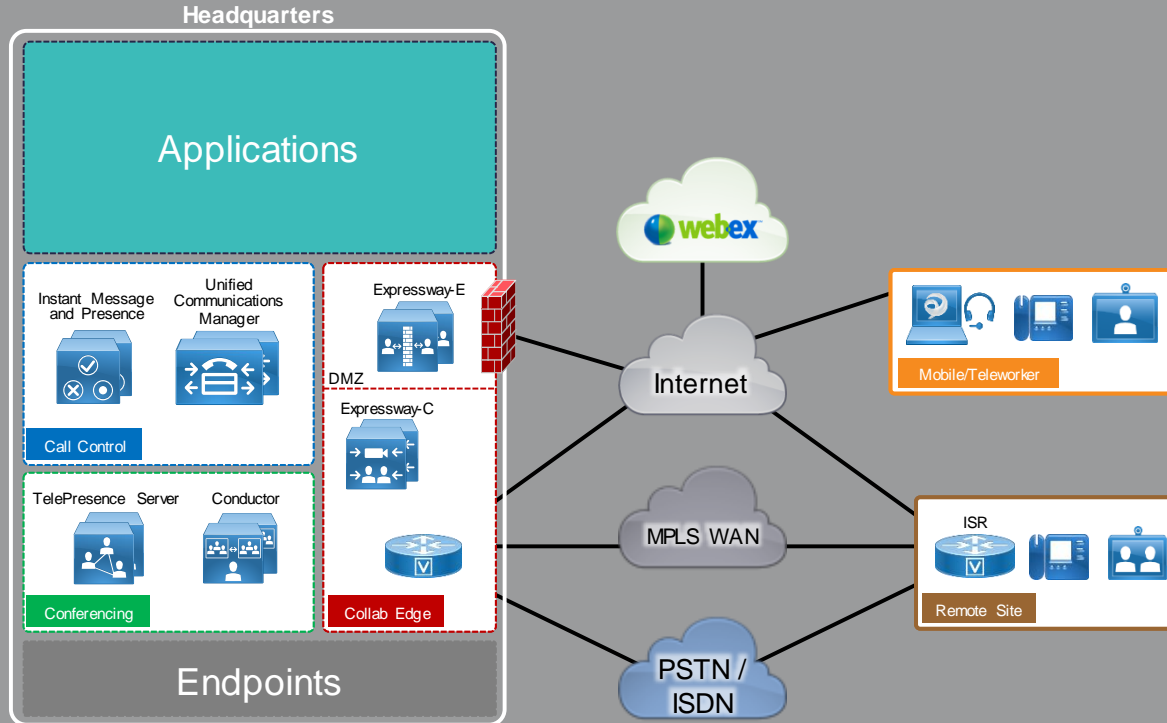 Headquarters
Applications
Instant Message
and Presence
Unified
Communications
Manager
Call Control
TelePresence Server
Conductor
Conferencing
Expressway-E
DMZ
Expressway-C
V
Collab Edge
Endpoints
webex™
Internet
MPLS WAN
PSTN /
ISDN
Mobile/Teleworker
ISR
V
Remote Site